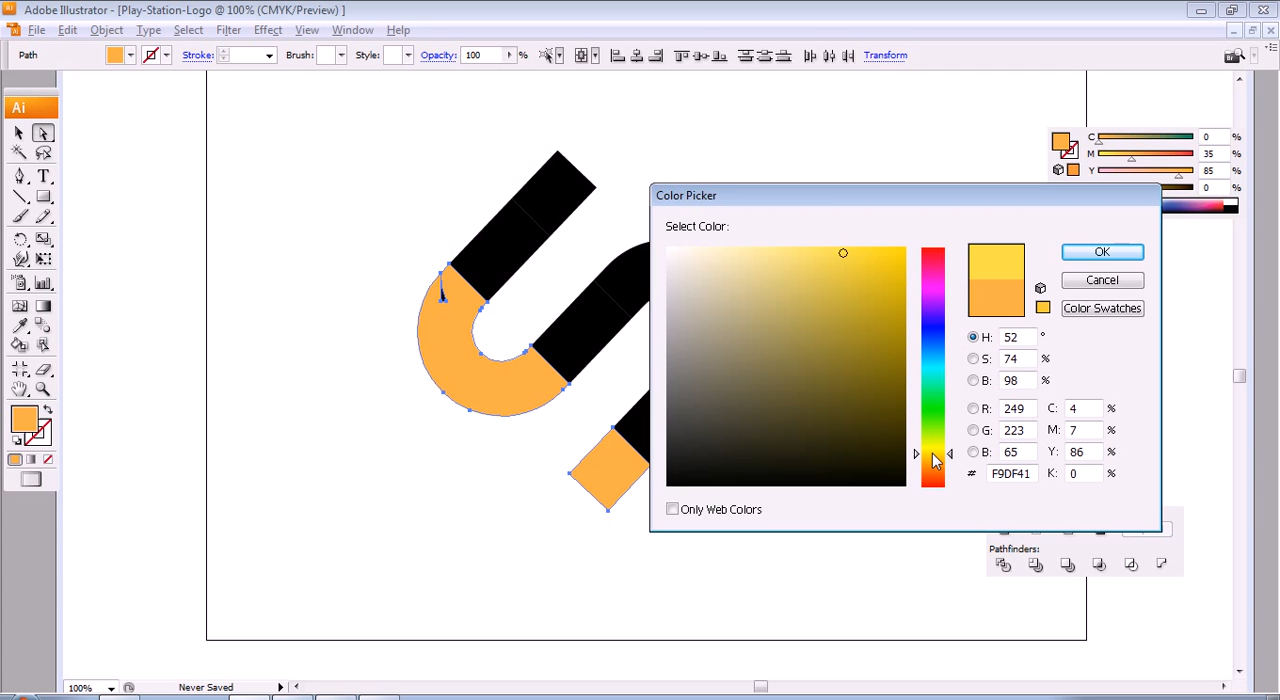 Adobe Illustrator - [Play-Station-Logo @ 100% (CMYK/Preview) ]
File Edit Object Type Select Filter Effect View Window Help
Path Stroke: Brush: Style: Opacity: 100 % Transform
Ai
C 0 %
M 35 %
Y 85 %
0 %
Color Picker
Select Color:
OK
Cancel
Color Swatches
H: 52 °
S: 74 %
B: 98 %
R: 249 C: 4 %
G: 223 M: 7 %
B: 65 Y: 86 %
# F9DF41 K: 0 %
Only Web Colors
Pathfinders:
100% Never Saved